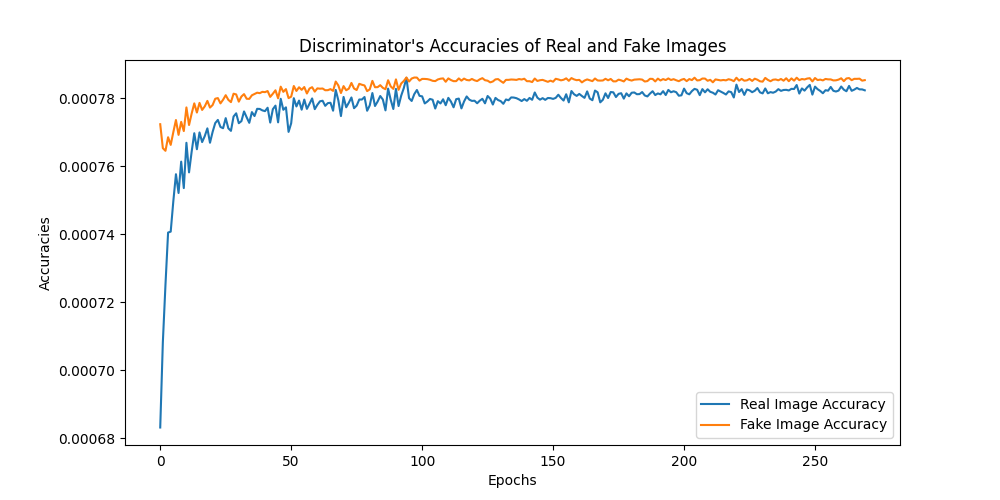 Discriminator's Accuracies of Real and Fake Images
0.00078
0.00076
0.00074
0.00072
0.00070
0.00068
Accuracies
0 50 100 150 200 250
Epochs
Real Image Accuracy
Fake Image Accuracy